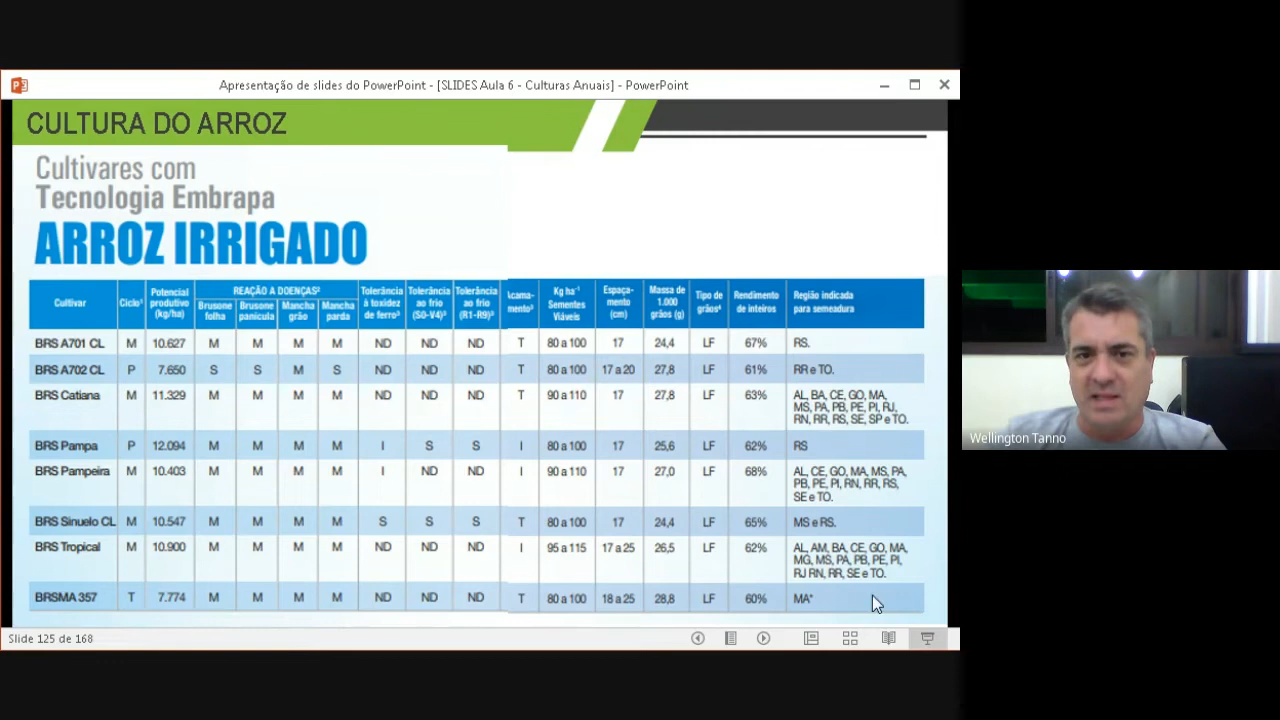 Apresentação de slides do PowerPoint - [SLIDES Aula 6 - Culturas Anuais] - PowerPoint
CULTURA DO ARROZ
Cultivares com
Tecnologia Embrapa
ARROZ IRRIGADO
Cultivar Ciclo¹ Potencial produtivo (kg/ha) REAÇÃO A DOENÇAS² Brusone folha Brusone panícula Mancha grão Mancha parda Tolerância à toxidez de ferro³ Tolerância ao frio (S0-V4)³ Tolerância ao frio (R1-R9)³ Acama-mento³ Kg ha⁻¹ Sementes Viáveis Espaça-mento (cm) Massa de 1.000 grãos (g) Tipo de grãos⁴ Rendimento de inteiros Região indicada para semeadura
BRS A701 CL M 10.627 M M M M ND ND ND T 80 a 100 17 24,4 LF 67% RS.
BRS A702 CL P 7.650 S S M S ND ND ND T 80 a 100 17 a 20 27,8 LF 61% RR e TO.
BRS Catiana M 11.329 M M M M ND ND ND T 90 a 110 17 27,8 LF 63% AL, BA, CE, GO, MA,
MS, PA, PB, PE, PI, RJ,
RN, RR, RS, SE, SP e TO.
BRS Pampa P 12.094 M M M M I S S I 80 a 100 17 25,6 LF 62% RS
BRS Pampeira M 10.403 M M M M I ND ND I 90 a 110 17 27,0 LF 68% AL, CE, GO, MA, MS, PA,
PB, PE, PI, RN, RR, RS,
SE e TO.
BRS Sinuelo CL M 10.547 M M M M S S S T 80 a 100 17 24,4 LF 65% MS e RS.
BRS Tropical M 10.900 M M M M ND ND ND I 95 a 115 17 a 25 26,5 LF 62% AL, AM, BA, CE, GO, MA,
MG, MS, PA, PB, PE, PI,
RJ RN, RR, SE e TO.
BRSMA 357 T 7.774 M M M M ND ND ND T 80 a 100 18 a 25 28,8 LF 60% MA*
Slide 125 de 168
Wellington Tanno